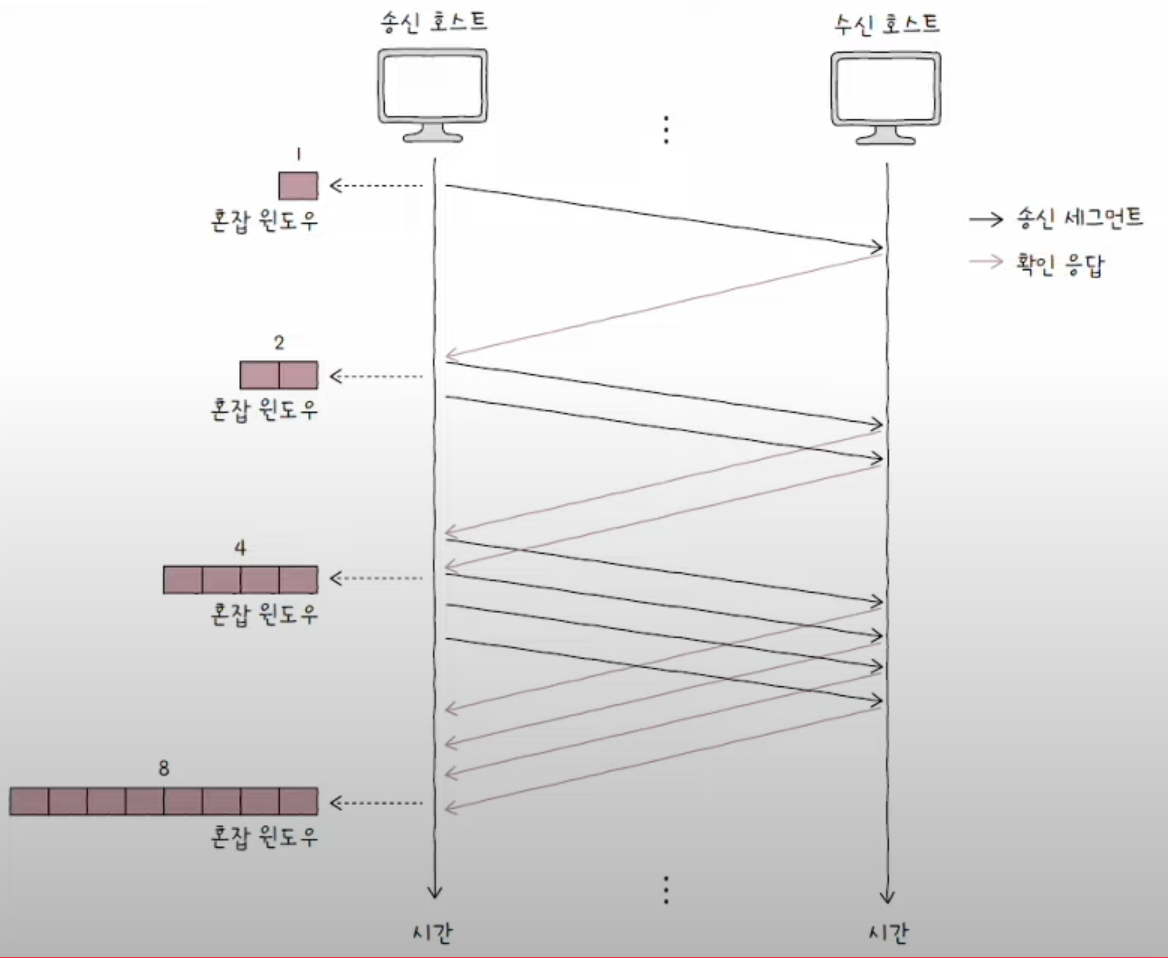 송신 호스트
수신 호스트
1
혼잡 윈도우
송신 세그먼트
확인 응답
2
혼잡 윈도우
4
혼잡 윈도우
8
혼잡 윈도우
시간
시간